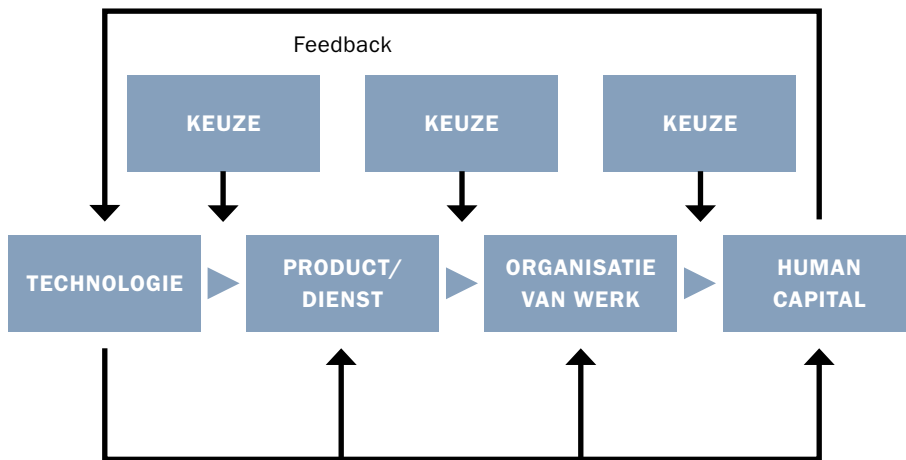 Feedback
KEUZE
KEUZE
KEUZE
TECHNOLOGIE
PRODUCT/
DIENST
ORGANISATIE
VAN WERK
HUMAN
CAPITAL